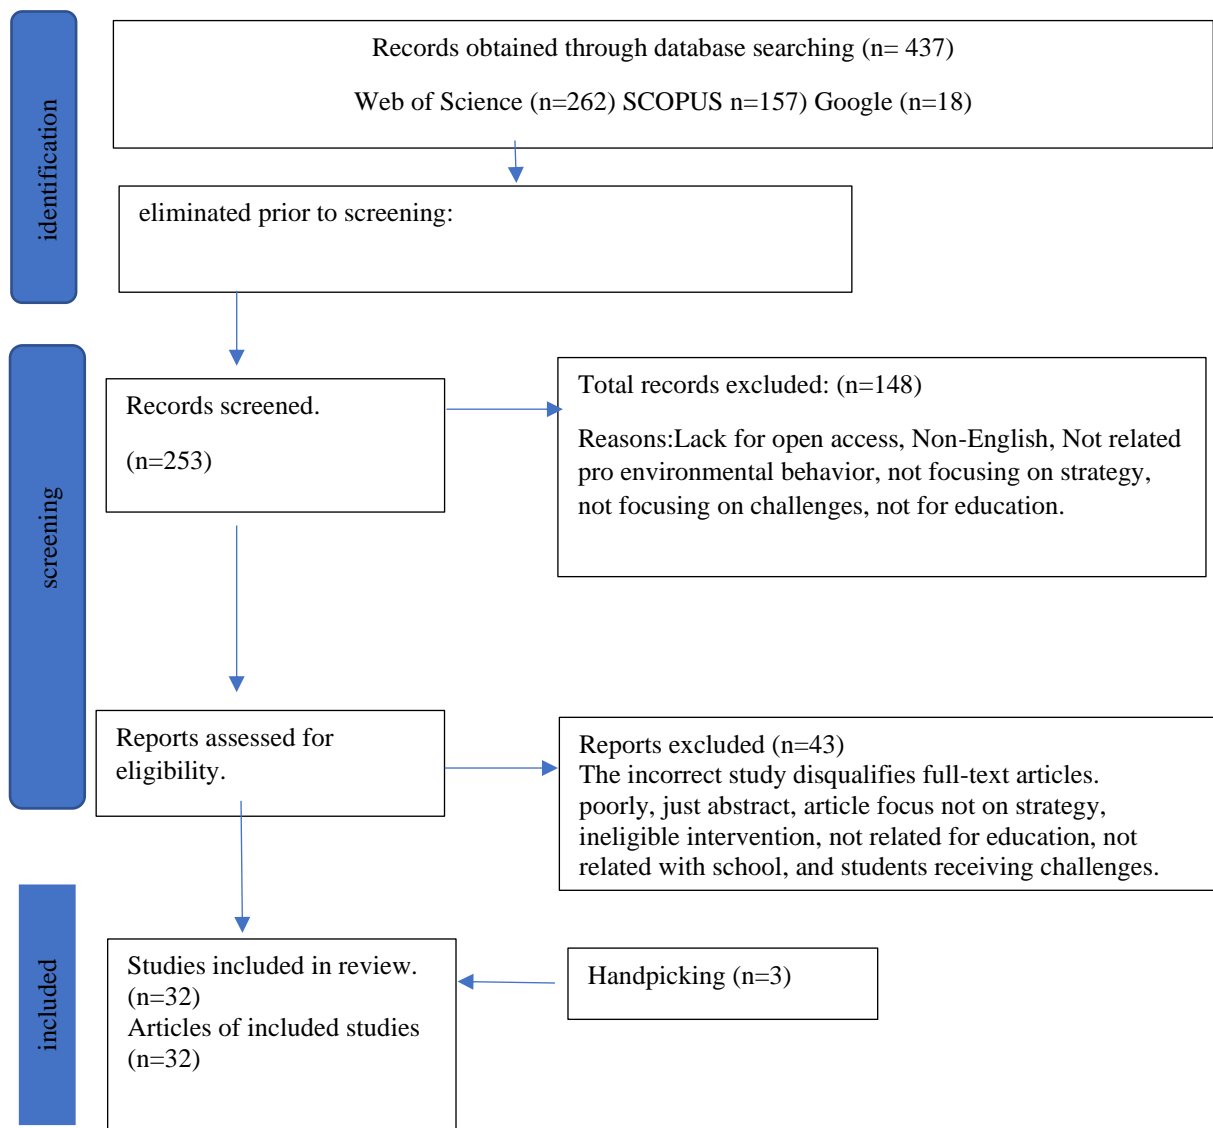 identification
Records obtained through database searching (n= 437)
Web of Science (n=262) SCOPUS n=157) Google (n=18)
eliminated prior to screening:
screening
Records screened.
(n=253)
Total records excluded: (n=148)
Reasons:Lack for open access, Non-English, Not related
pro environmental behavior, not focusing on strategy,
not focusing on challenges, not for education.
Reports assessed for
eligibility.
Reports excluded (n=43)
The incorrect study disqualifies full-text articles.
poorly, just abstract, article focus not on strategy,
ineligible intervention, not related for education, not
related with school, and students receiving challenges.
included
Studies included in review.
(n=32)
Articles of included studies
(n=32)
Handpicking (n=3)